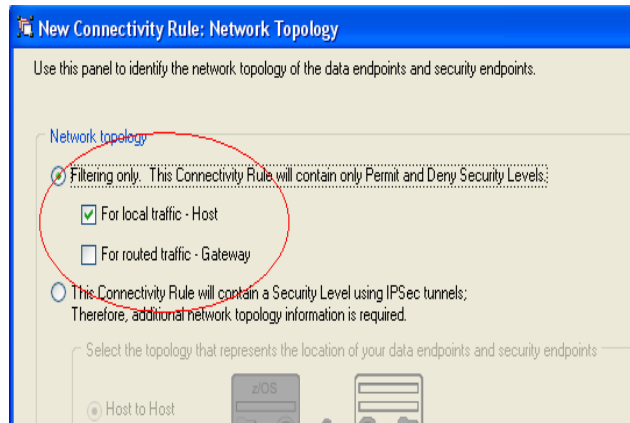 New Connectivity Rule: Network Topology
Use this panel to identify the network topology of the data endpoints and security endpoints.
Network topology
Filtering only. This Connectivity Rule will contain only Permit and Deny Security Levels.
For local traffic - Host
For routed traffic - Gateway
This Connectivity Rule will contain a Security Level using IPSec tunnels;
Therefore, additional network topology information is required.
Select the topology that represents the location of your data endpoints and security endpoints
z/OS
Host to Host